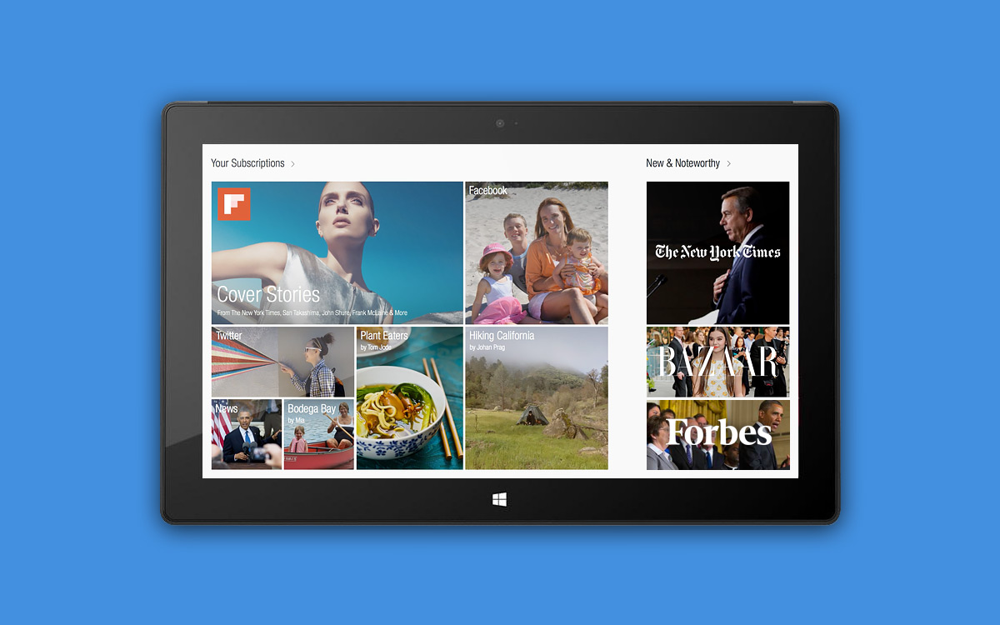 Your Subscriptions
New & Noteworthy
Cover Stories
From The New York Times, San Takashima, John Shure, Frank McLaine & More
Facebook
The New York Times
Twitter
Plant Eaters
by Tom Jode
Hiking California
by Johan Prag
BAZAAR
News
Bodega Bay
by Mia
Forbes